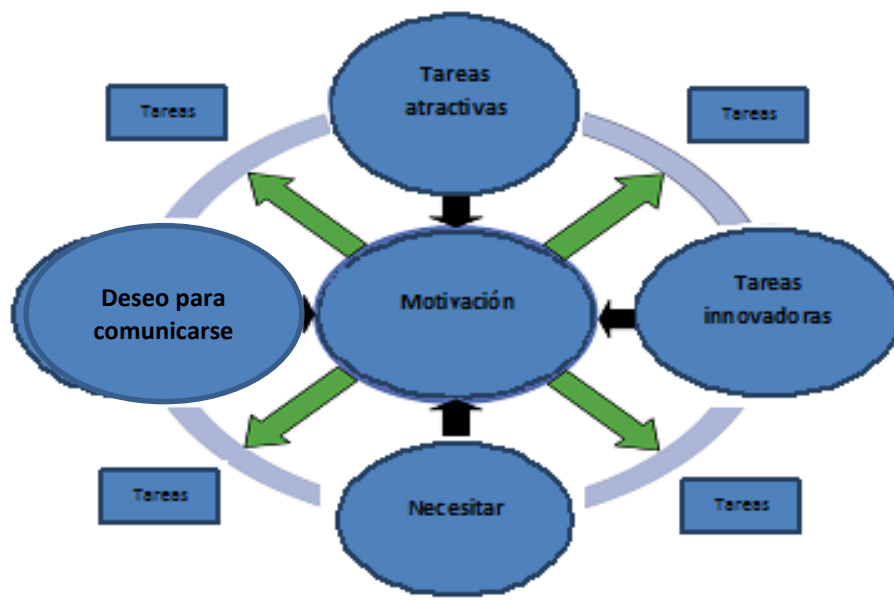 Tareas
atractivas
Tareas
Tareas
Deseo para
comunicarse
Motivación
Tareas
innovadoras
Tareas
Necesitar
Tareas